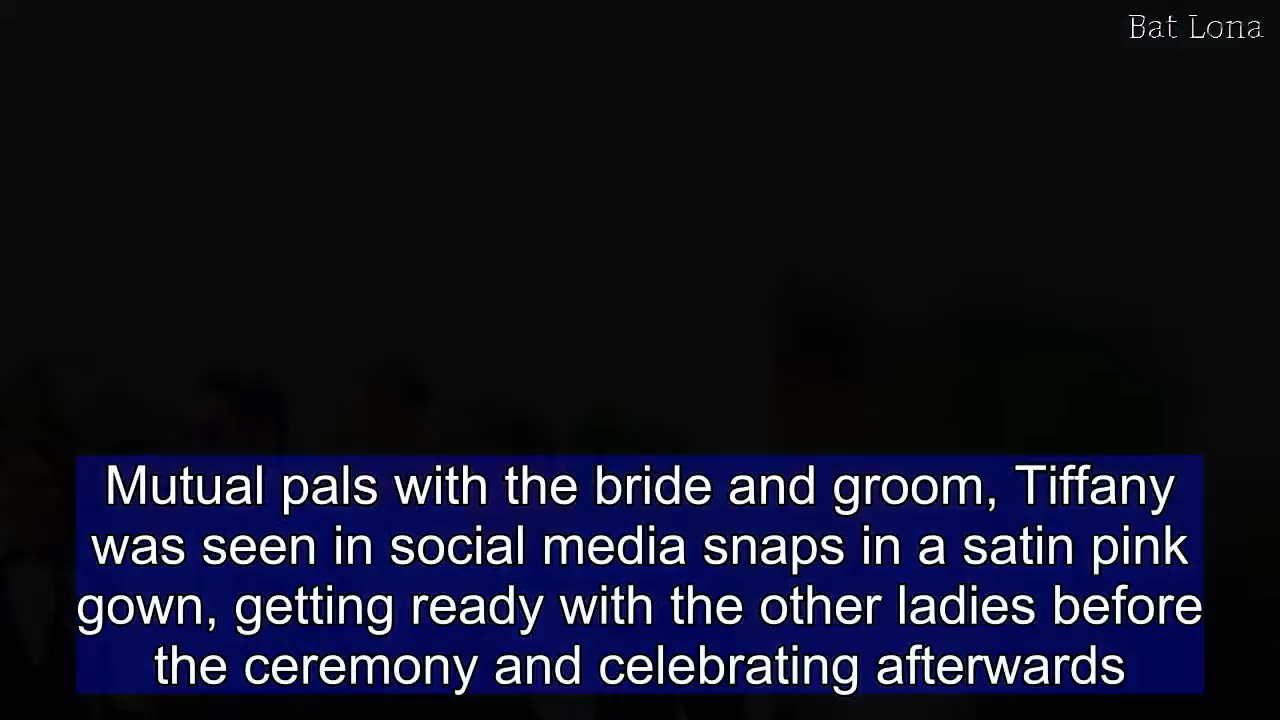 Bat Lona
Mutual pals with the bride and groom, Tiffany
was seen in social media snaps in a satin pink
gown, getting ready with the other ladies before
the ceremony and celebrating afterwards